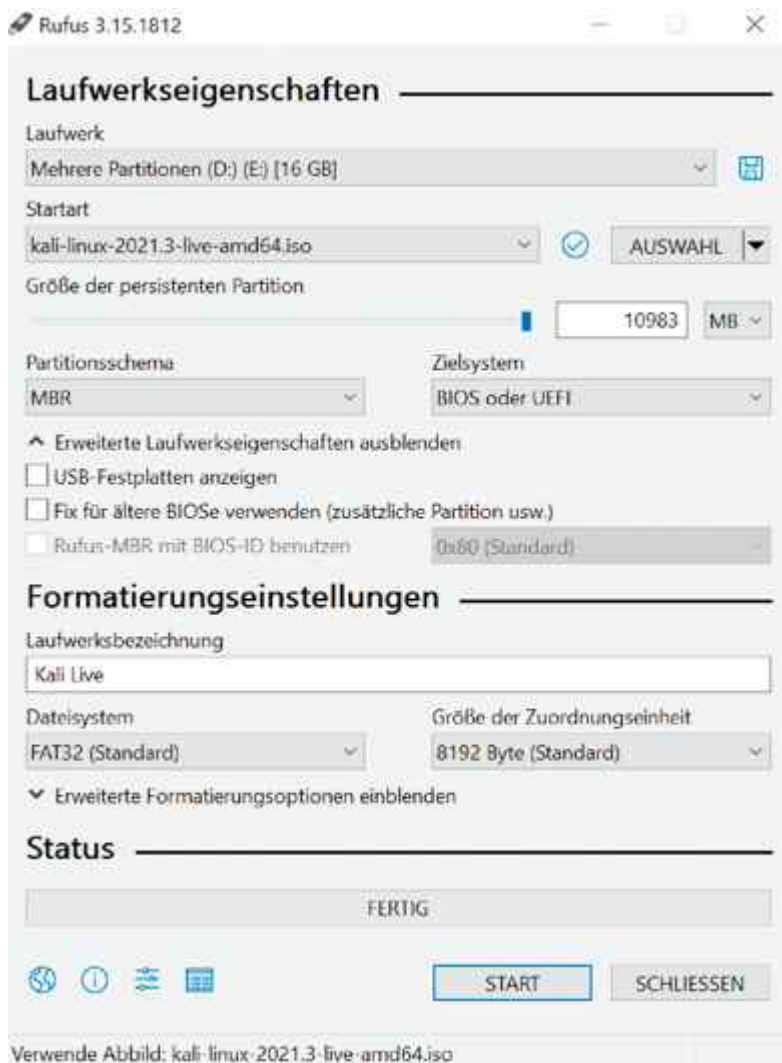 Rufus 3.15.1812
Laufwerkseigenschaften
Laufwerk
Mehrere Partitionen (D:) (E:) [16 GB]
Startart
kali-linux-2021.3-live-amd64.iso
AUSWAHL
Größe der persistenten Partition
10983 MB
Partitionsschema Zielsystem
MBR BIOS oder UEFI
Erweiterte Laufwerkseigenschaften ausblenden
USB-Festplatten anzeigen
Fix für ältere BIOSe verwenden (zusätzliche Partition usw.)
Rufus-MBR mit BIOS-ID benutzen 0x80 (Standard)
Formatierungseinstellungen
Laufwerksbezeichnung
Kali Live
Dateisystem Größe der Zuordnungseinheit
FAT32 (Standard) 8192 Byte (Standard)
Erweiterte Formatierungsoptionen einblenden
Status
FERTIG
START SCHLIESSEN
Verwende Abbild: kali-linux-2021.3-live-amd64.iso